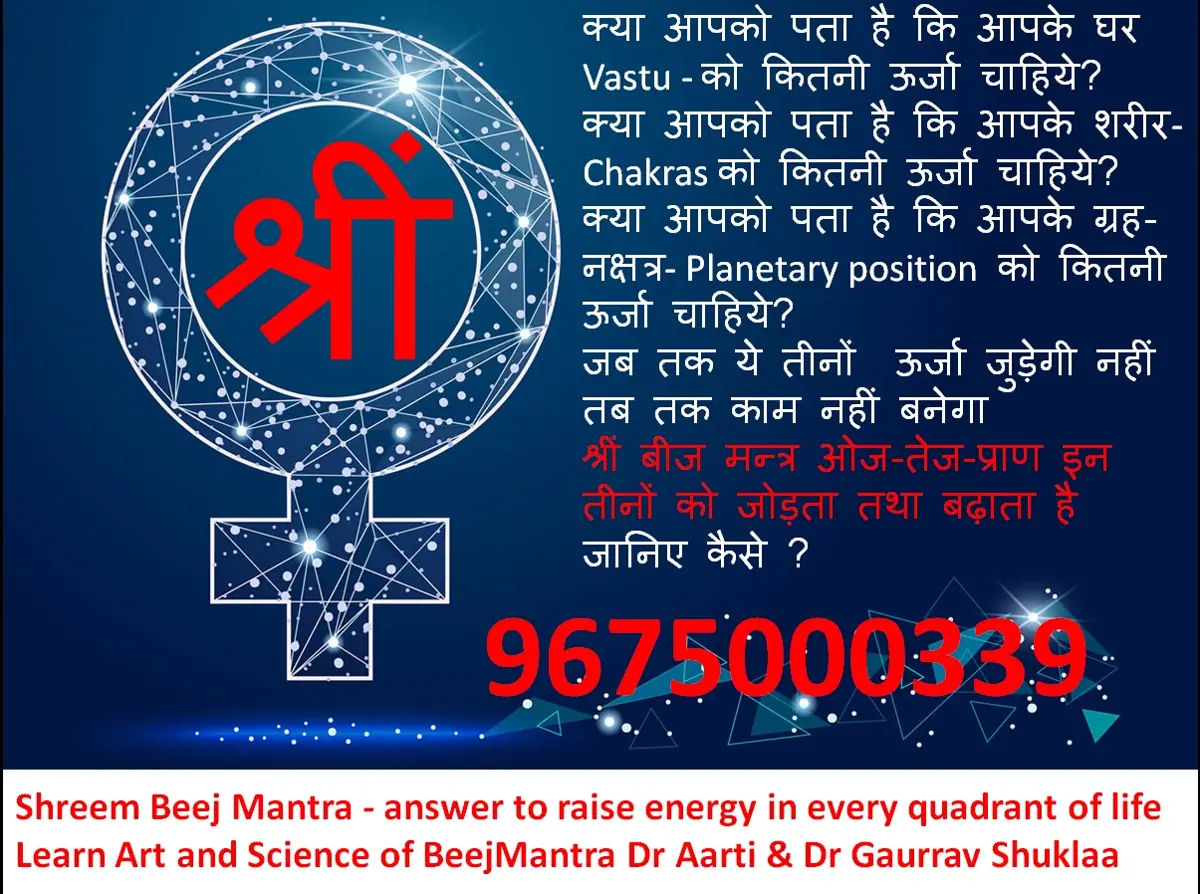 श्रीं
क्या आपको पता है कि आपके घर
Vastu - को कितनी ऊर्जा चाहिये?
क्या आपको पता है कि आपके शरीर-
Chakras को कितनी ऊर्जा चाहिये?
क्या आपको पता है कि आपके ग्रह-
नक्षत्र- Planetary position को कितनी
ऊर्जा चाहिये?
जब तक ये तीनों ऊर्जा जुड़ेगी नहीं
तब तक काम नहीं बनेगा
श्रीं बीज मन्त्र ओज-तेज-प्राण इन
तीनों को जोड़ता तथा बढ़ाता है
जानिए कैसे ?
9675000339
Shreem Beej Mantra - answer to raise energy in every quadrant of life
Learn Art and Science of BeejMantra Dr Aarti & Dr Gaurrav Shuklaa